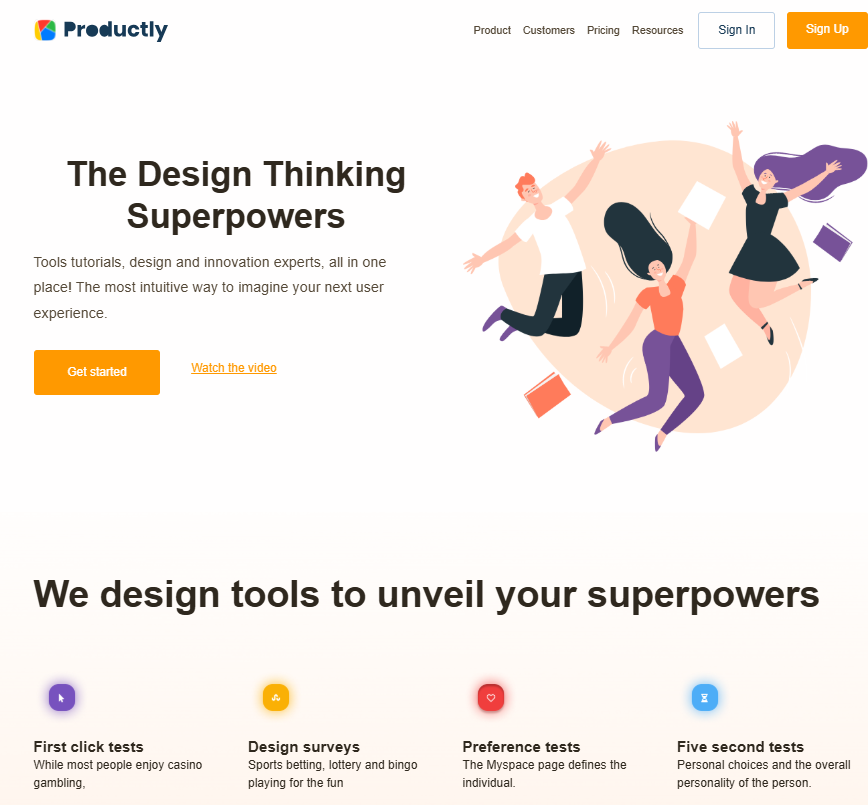 Productly
Product Customers Pricing Resources Sign In Sign Up
The Design Thinking
Superpowers
Tools tutorials, design and innovation experts, all in one
place! The most intuitive way to imagine your next user
experience.
Get started Watch the video
We design tools to unveil your superpowers
First click tests
While most people enjoy casino
gambling,
Design surveys
Sports betting, lottery and bingo
playing for the fun
Preference tests
The Myspace page defines the
individual.
Five second tests
Personal choices and the overall
personality of the person.